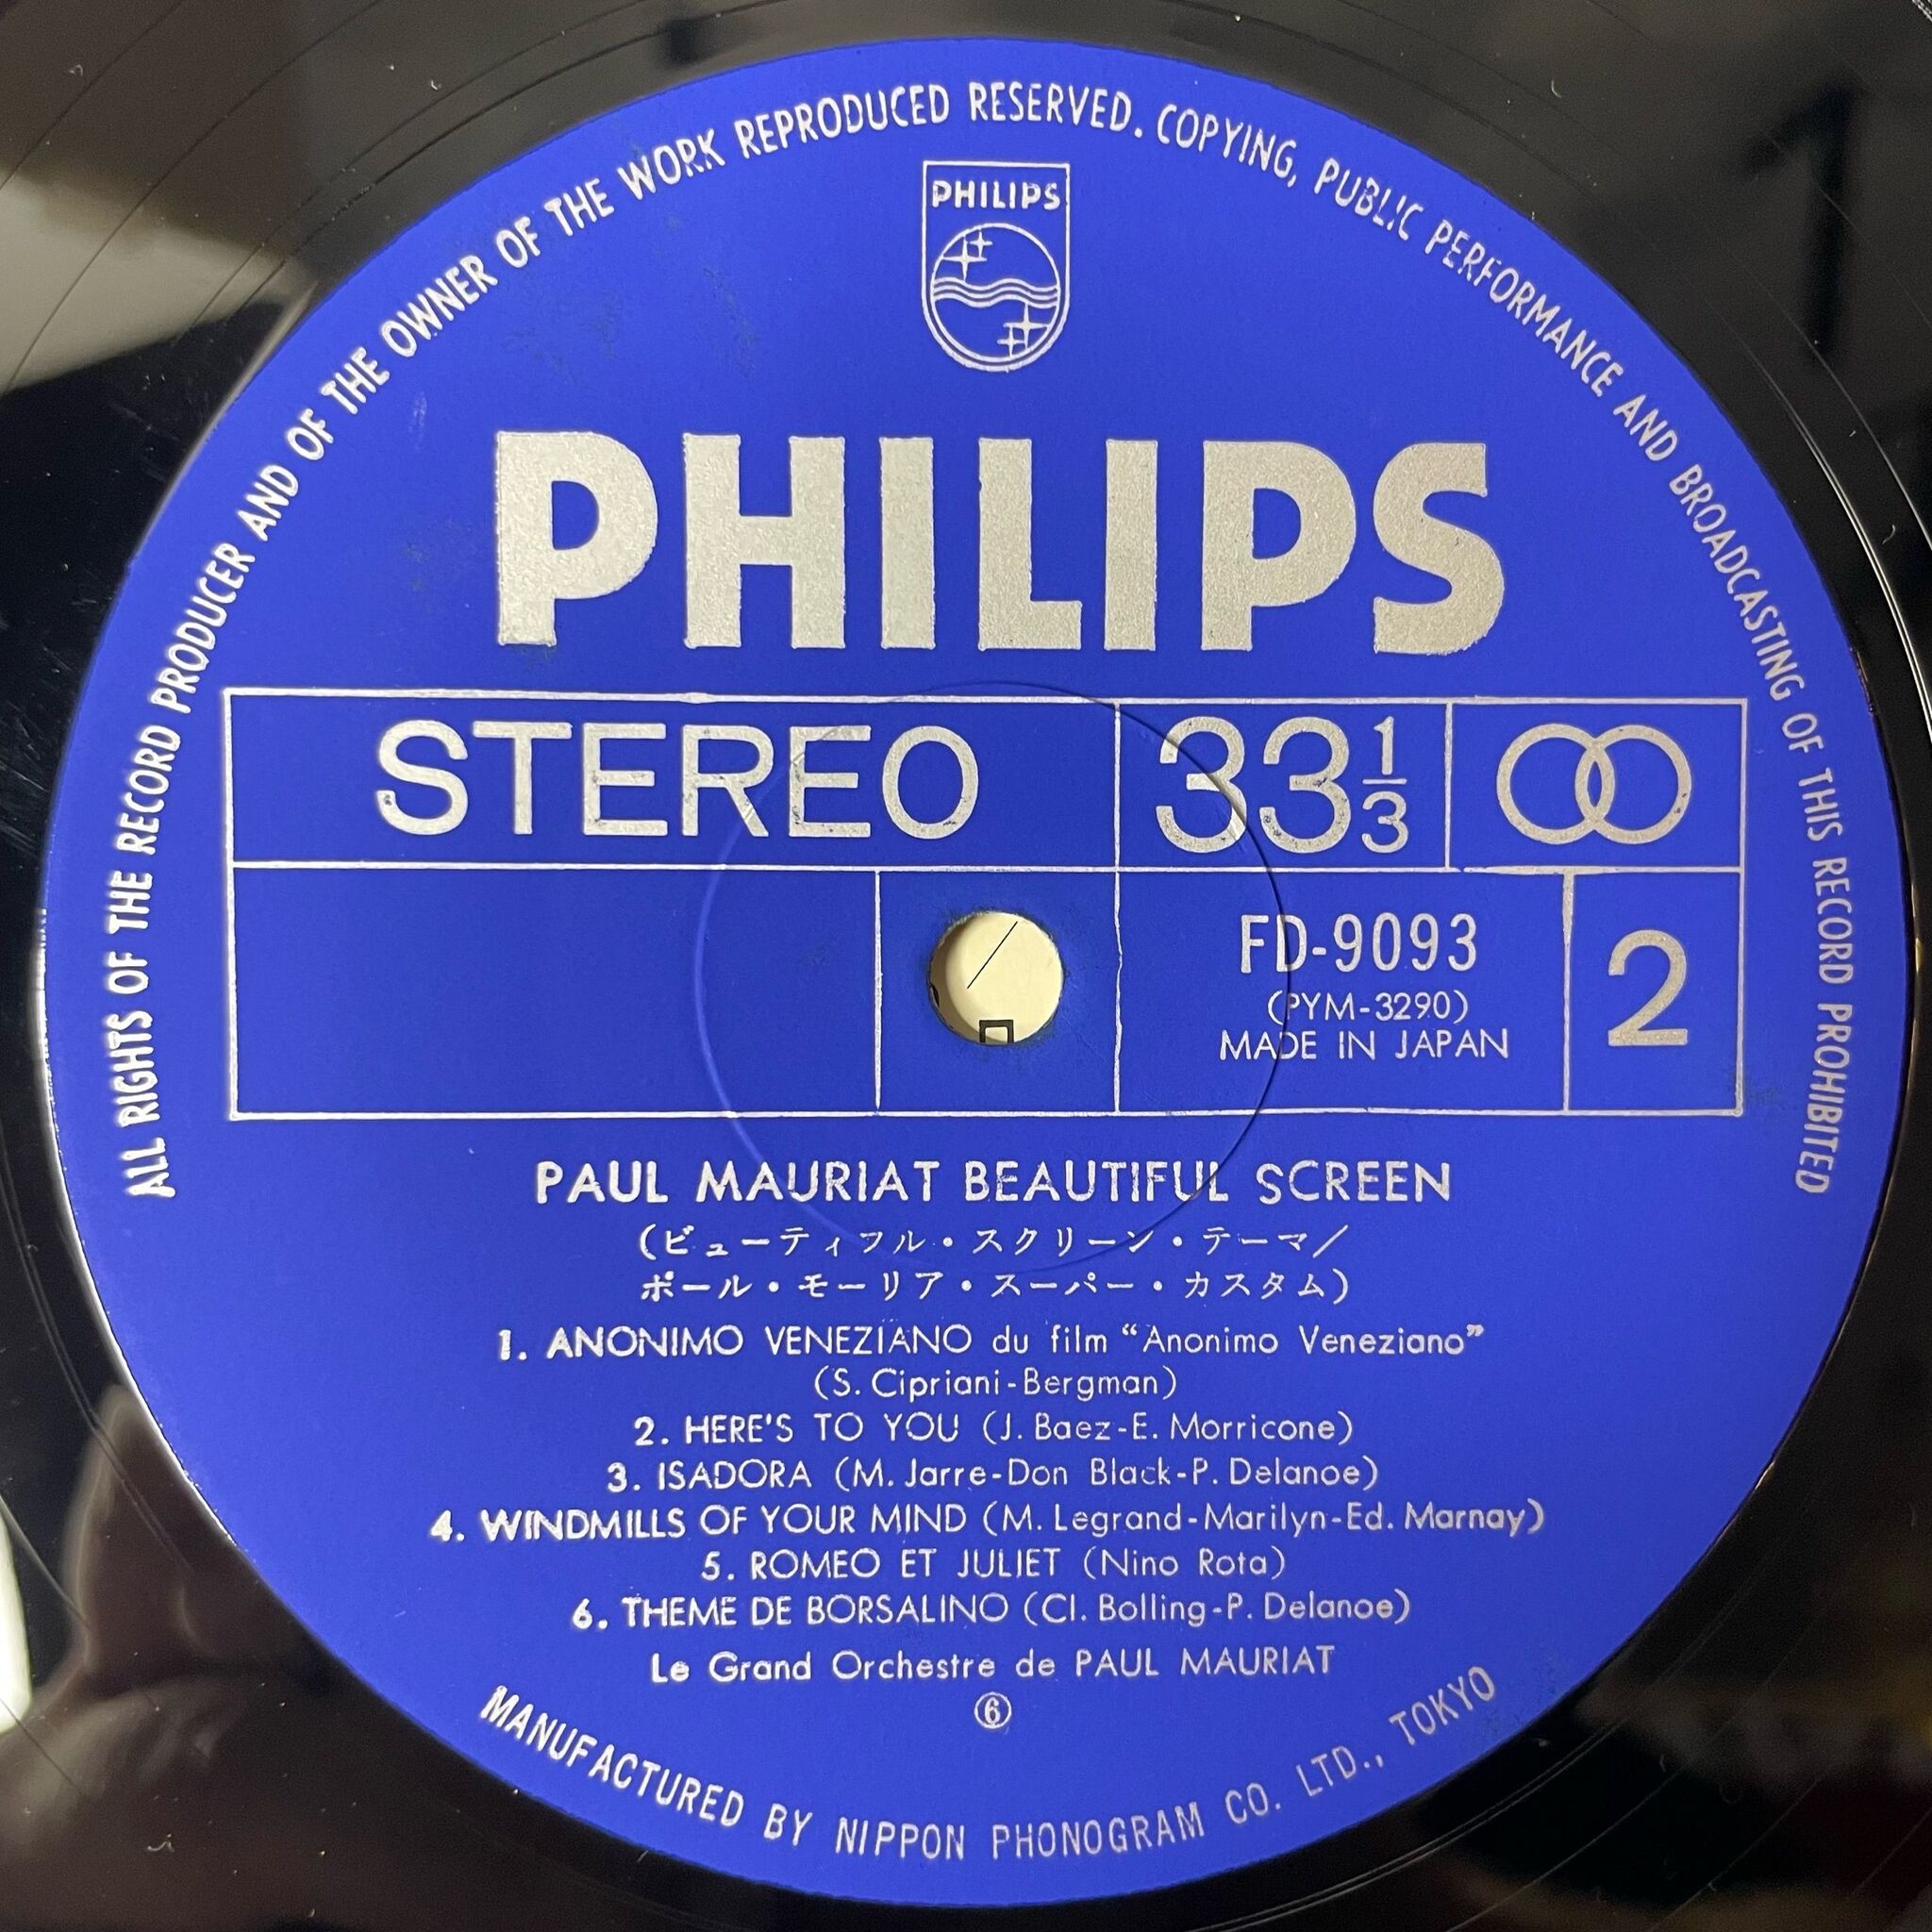 ALL RIGHTS OF THE RECORD PRODUCER AND OF THE OWNER OF THE WORK REPRODUCED RESERVED. COPYING, PUBLIC PERFORMANCE AND BROADCASTING OF THIS RECORD PROHIBITED
PHILIPS
PHILIPS
STEREO 33 1/3
FD-9093
(PYM-3290)
MADE IN JAPAN
2
PAUL MAURIAT BEAUTIFUL SCREEN
(ビューティフル・スクリーン・テーマ/
ポール・モーリア・スーパー・カスタム)
1. ANONIMO VENEZIANO du film “Anonimo Veneziano”
(S. Cipriani-Bergman)
2. HERE'S TO YOU (J. Baez-E. Morricone)
3. ISADORA (M. Jarre-Don Black-P. Delanoe)
4. WINDMILLS OF YOUR MIND (M. Legrand-Marilyn-Ed. Marnay)
5. ROMEO ET JULIET (Nino Rota)
6. THEME DE BORSALINO (Cl. Bolling-P. Delanoe)
Le Grand Orchestre de PAUL MAURIAT
⑥
MANUFACTURED BY NIPPON PHONOGRAM CO. LTD., TOKYO